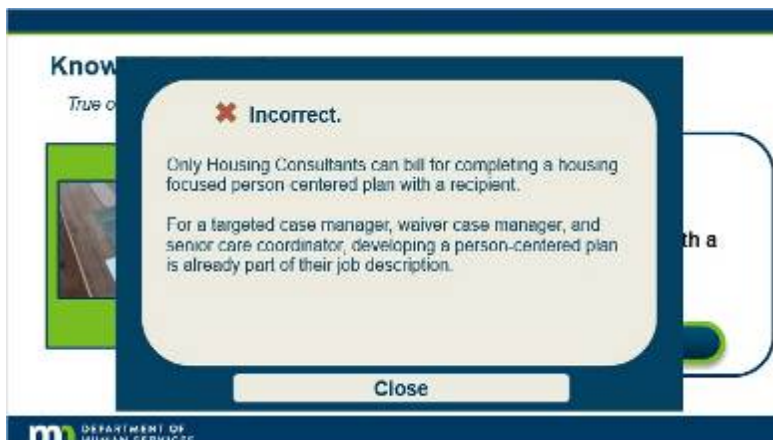 Know
True o
✖ Incorrect.
Only Housing Consultants can bill for completing a housing
focused person centered plan with a recipient.
For a targeted case manager, waiver case manager, and
senior care coordinator, developing a person-centered plan
is already part of their job description.
th a
Close
DEPARTMENT OF
HUMAN SERVICES